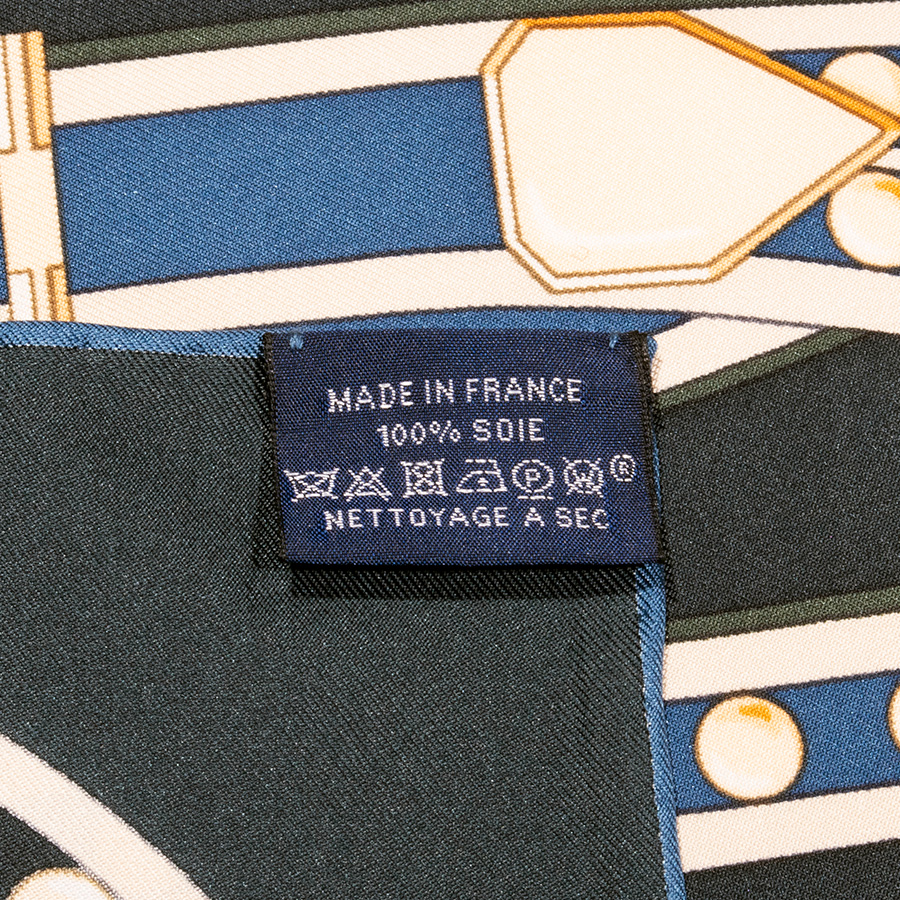 MADE IN FRANCE
100% SOIE
P W ®
NETTOYAGE A SEC